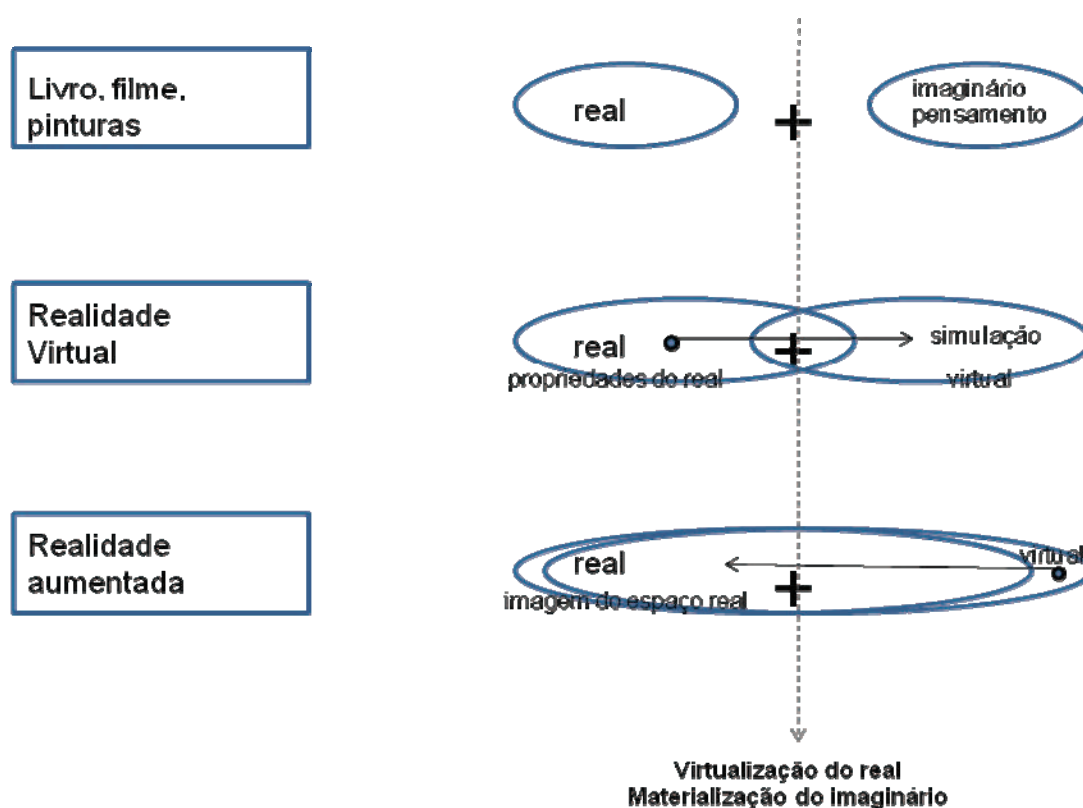 Livro, filme,
pinturas
real
+
imaginário
pensamento
Realidade
Virtual
real
+
simulação
propriedades do real
virtual
Realidade
aumentada
real
virtual
+
imagem do espaço real
Virtualização do real
Materialização do imaginário